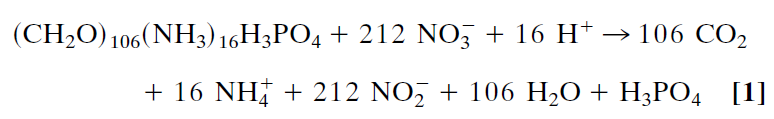 (CH₂O)₁₀₆(NH₃)₁₆H₃PO₄ + 212 NO₃⁻ + 16 H⁺ → 106 CO₂
+ 16 NH₄⁺ + 212 NO₂⁻ + 106 H₂O + H₃PO₄ [1]